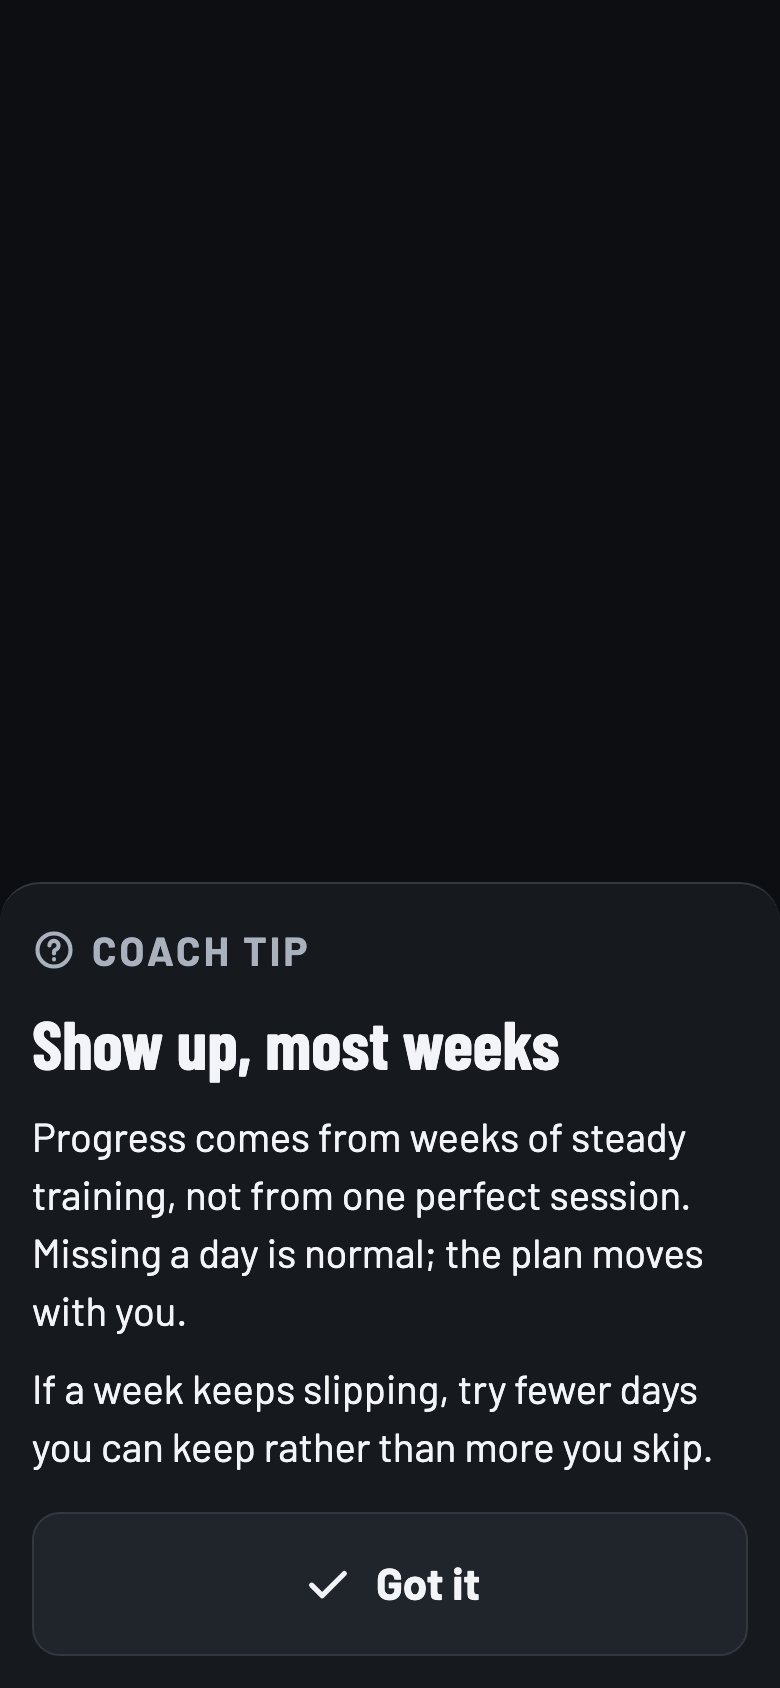 COACH TIP
Show up, most weeks
Progress comes from weeks of steady
training, not from one perfect session.
Missing a day is normal; the plan moves
with you.
If a week keeps slipping, try fewer days
you can keep rather than more you skip.
Got it